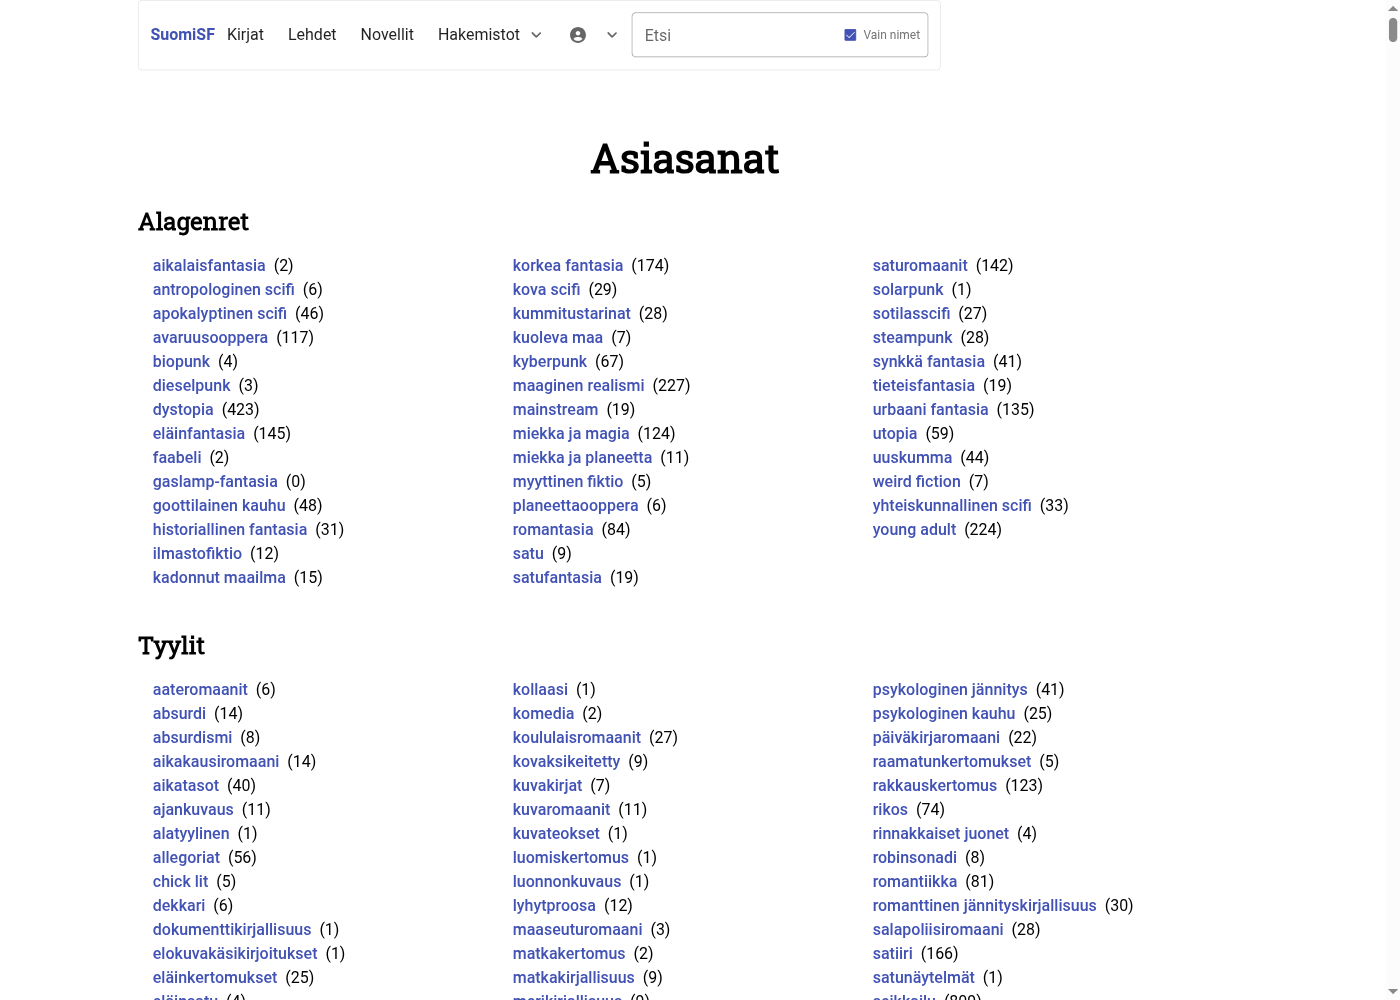 SuomiSF Kirjat Lehdet Novellit Hakemistot Etsi Vain nimet
Asiasanat
Alagenret
aikalaisfantasia (2)
antropologinen scifi (6)
apokalyptinen scifi (46)
avaruusooppera (117)
biopunk (4)
dieselpunk (3)
dystopia (423)
eläinfantasia (145)
faabeli (2)
gaslamp-fantasia (0)
goottilainen kauhu (48)
historiallinen fantasia (31)
ilmastofiktio (12)
kadonnut maailma (15)
korkea fantasia (174)
kova scifi (29)
kummitustarinat (28)
kuoleva maa (7)
kyberpunk (67)
maaginen realismi (227)
mainstream (19)
miekka ja magia (124)
miekka ja planeetta (11)
myyttinen fiktio (5)
planeettaooppera (6)
romantasia (84)
satu (9)
satufantasia (19)
saturomaanit (142)
solarpunk (1)
sotilasscifi (27)
steampunk (28)
synkkä fantasia (41)
tieteisfantasia (19)
urbaani fantasia (135)
utopia (59)
uuskumma (44)
weird fiction (7)
yhteiskunnallinen scifi (33)
young adult (224)
Tyylit
aateromaanit (6)
absurdi (14)
absurdismi (8)
aikakausiromaani (14)
aikatasot (40)
ajankuvaus (11)
alatyylinen (1)
allegoriat (56)
chick lit (5)
dekkari (6)
dokumenttikirjallisuus (1)
elokuvakäsikirjoitukset (1)
eläinkertomukset (25)
kollaasi (1)
komedia (2)
koululaisromaanit (27)
kovaksikeitetty (9)
kuvakirjat (7)
kuvaromaanit (11)
kuvateokset (1)
luomiskertomus (1)
luonnonkuvaus (1)
lyhytproosa (12)
maaseuturomaani (3)
matkakertomus (2)
matkakirjallisuus (9)
psykologinen jännitys (41)
psykologinen kauhu (25)
päiväkirjaromaani (22)
raamatunkertomukset (5)
rakkauskertomus (123)
rikos (74)
rinnakkaiset juonet (4)
robinsonadi (8)
romantiikka (81)
romanttinen jännityskirjallisuus (30)
salapoliisiromaani (28)
satiiri (166)
satunäytelmät (1)